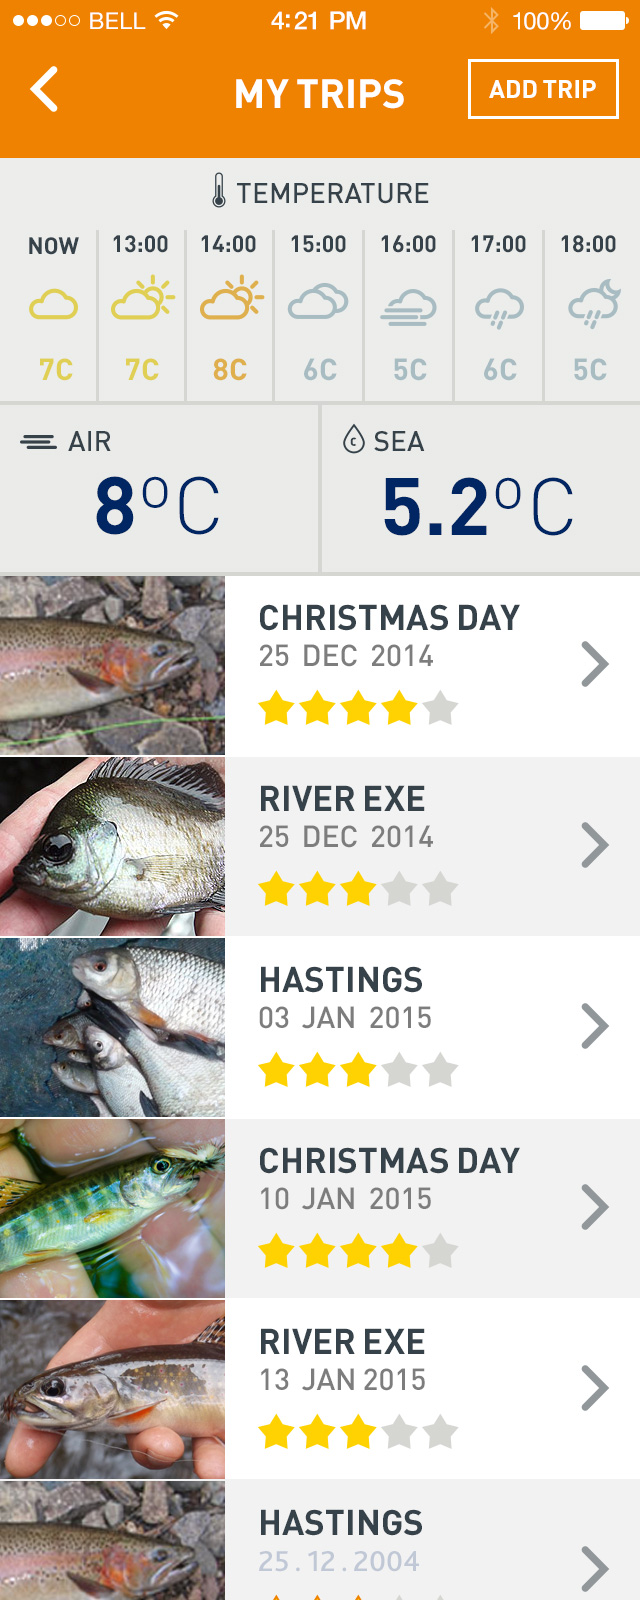 BELL 4:21 PM 100%
MY TRIPS
ADD TRIP
TEMPERATURE
NOW 13:00 14:00 15:00 16:00 17:00 18:00
7C 7C 8C 6C 5C 6C 5C
AIR
8°C
c SEA
5.2°C
CHRISTMAS DAY
25 DEC 2014
RIVER EXE
25 DEC 2014
HASTINGS
03 JAN 2015
CHRISTMAS DAY
10 JAN 2015
RIVER EXE
13 JAN 2015
HASTINGS
25.12.2004